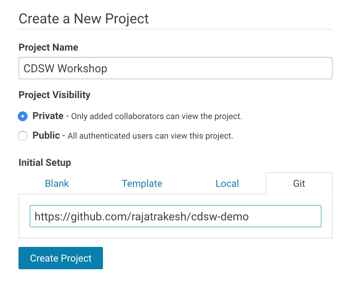 Create a New Project
Project Name
CDSW Workshop
Project Visibility
Private - Only added collaborators can view the project.
Public - All authenticated users can view this project.
Initial Setup
Blank Template Local Git
https://github.com/rajatrakesh/cdsw-demo
Create Project